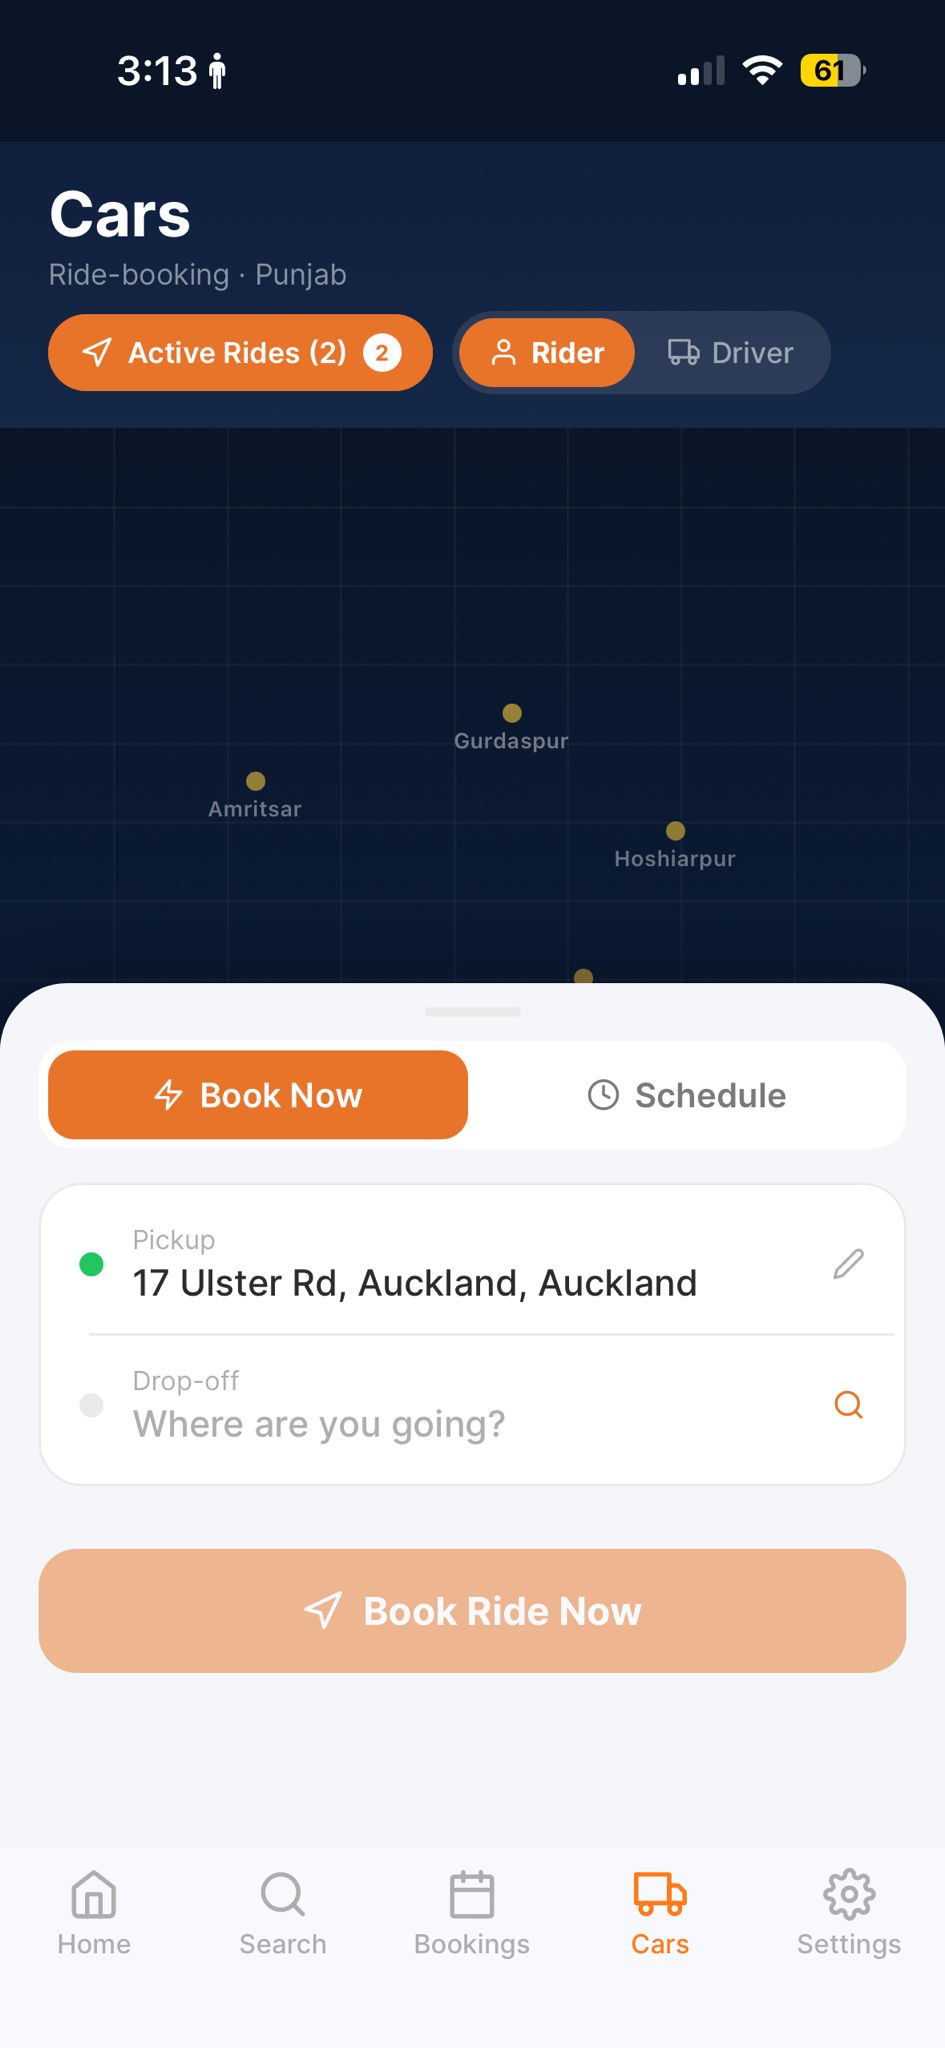 3:13
61
Cars
Ride-booking · Punjab
Active Rides (2) 2
Rider
Driver
Gurdaspur
Amritsar
Hoshiarpur
Book Now
Schedule
Pickup
17 Ulster Rd, Auckland, Auckland
Drop-off
Where are you going?
Book Ride Now
Home
Search
Bookings
Cars
Settings